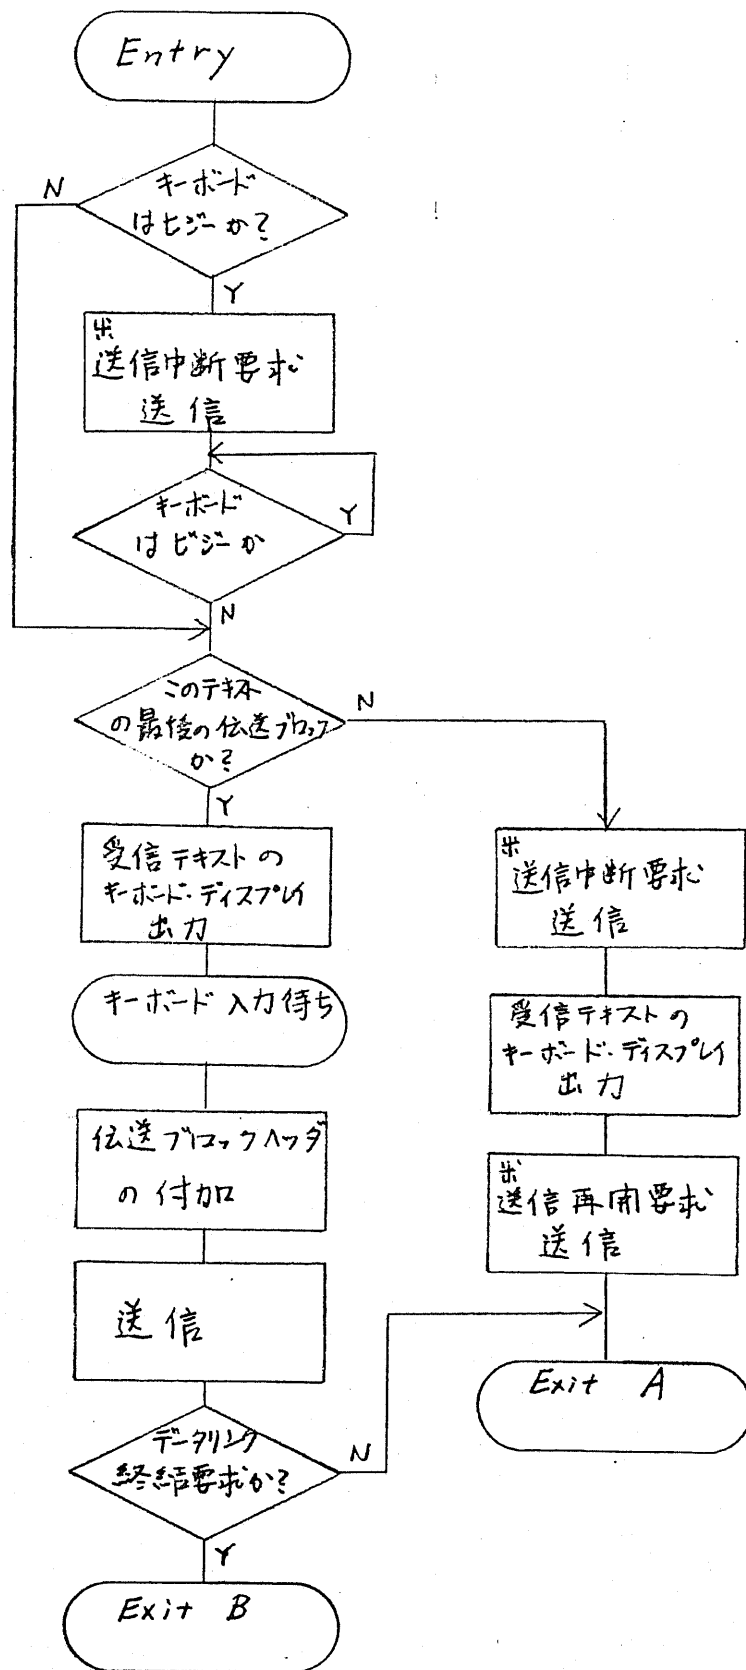 Entry
キーボード
はビジーか?
N
Y
※
送信中断要求
送信
キーボード
はビジーか
Y
N
このテキスト
の最後の伝送ブロック
か?
N
Y
受信テキストの
キーボード・ディスプレイ
出力
キーボード入力待ち
伝送ブロックヘッダ
の付加
送信
データリンク
終結要求か?
N
Y
Exit B
※
送信中断要求
送信
受信テキストの
キーボード・ディスプレイ
出力
※
送信再開要求
送信
Exit A